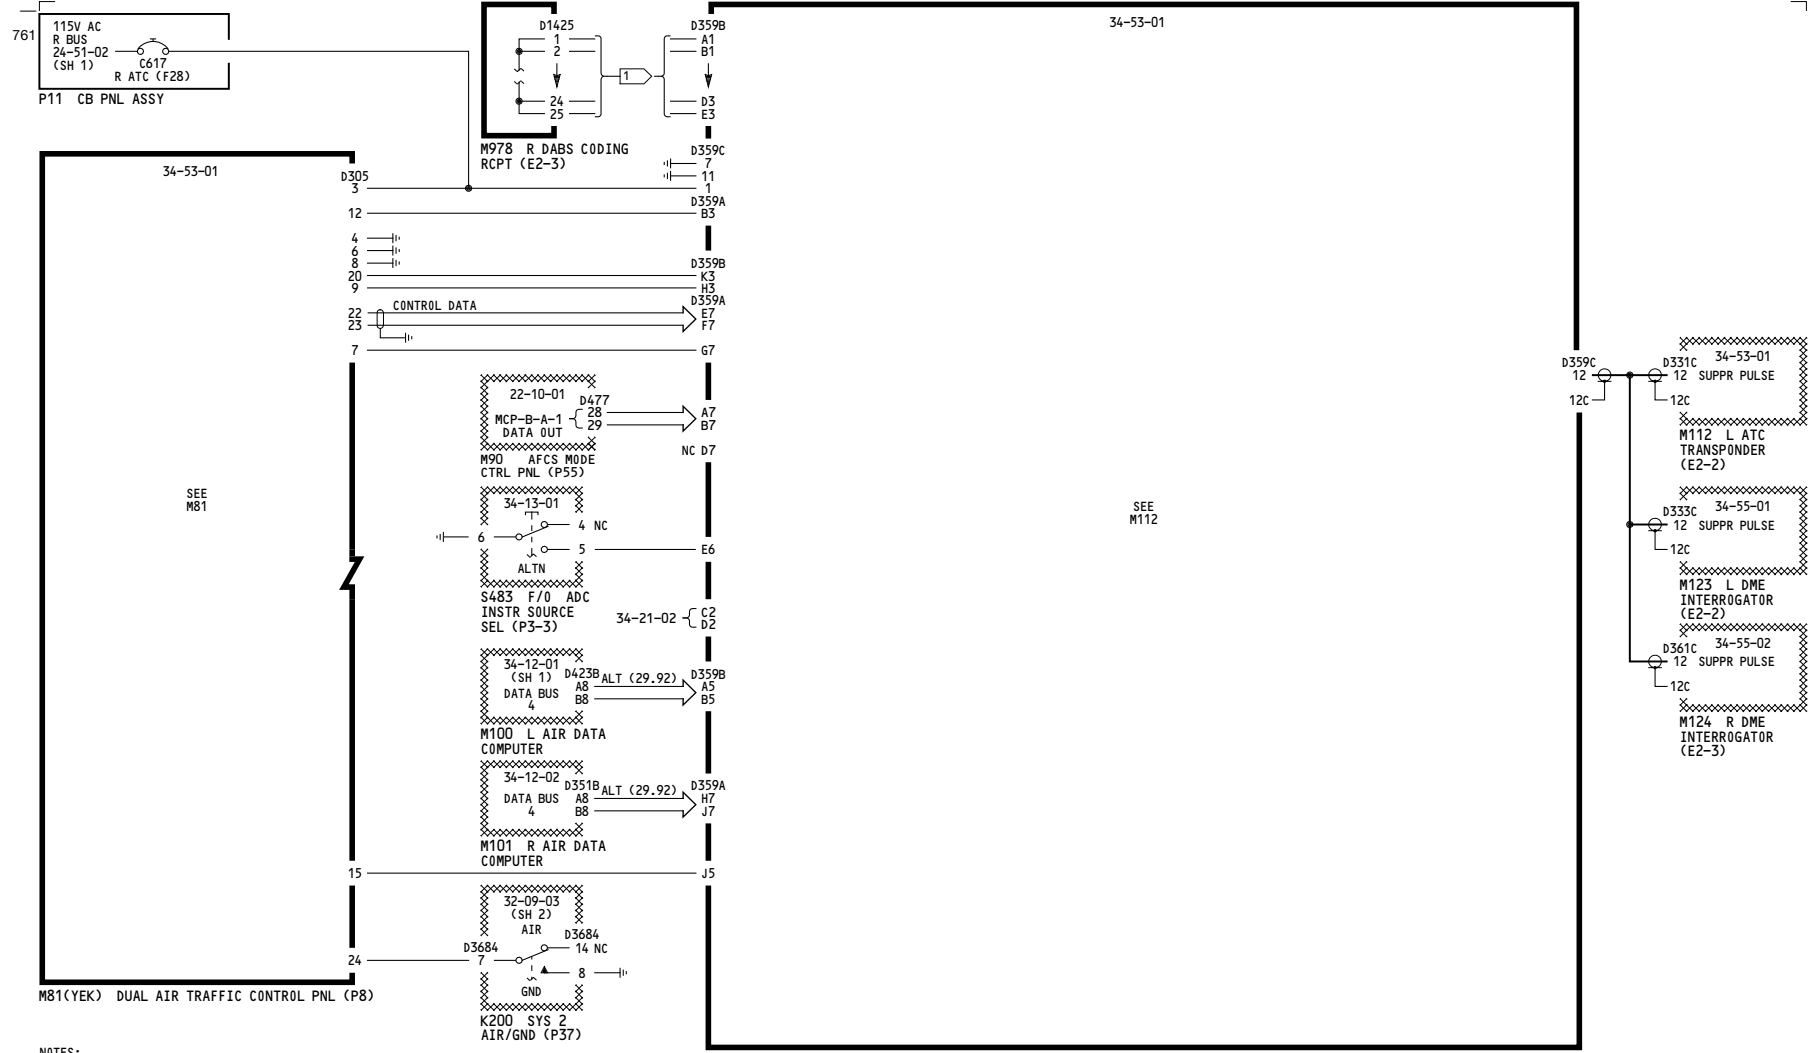 761
115V AC
R BUS
24-51-02
(SH 1)
C617
R ATC (F28)
P11 CB PNL ASSY
D1425
1
2
24
25
1
M978 R DABS CODING
RCPT (E2-3)
D359B
A1
B1
D3
E3
D359C
7
11
1
D359A
B3
D359B
K3
H3
D359A
E7
F7
G7
A7
B7
NC D7
E6
34-21-02
C2
D2
D359B
A5
B5
D359A
H7
J7
J5
34-53-01
SEE
M112
34-53-01
SEE
M81
D305
3
12
4
6
8
20
9
22
23
CONTROL DATA
7
15
24
M81(YEK) DUAL AIR TRAFFIC CONTROL PNL (P8)
22-10-01
D477
MCP-B-A-1
DATA OUT
28
29
M90 AFCS MODE
CTRL PNL (P55)
34-13-01
4 NC
6
5
ALTN
S483 F/O ADC
INSTR SOURCE
SEL (P3-3)
34-12-01
(SH 1)
DATA BUS
4
D423B
A8
B8
ALT (29.92)
M100 L AIR DATA
COMPUTER
34-12-02
DATA BUS
4
D351B
A8
B8
ALT (29.92)
M101 R AIR DATA
COMPUTER
32-09-03
(SH 2)
AIR
D3684
7
D3684
14 NC
8
GND
K200 SYS 2
AIR/GND (P37)
D359C
12
12C
34-53-01
D331C
12 SUPPR PULSE
12C
M112 L ATC
TRANSPONDER
(E2-2)
34-55-01
D333C
12 SUPPR PULSE
12C
M123 L DME
INTERROGATOR
(E2-2)
34-55-02
D361C
12 SUPPR PULSE
12C
M124 R DME
INTERROGATOR
(E2-3)
NOTES: